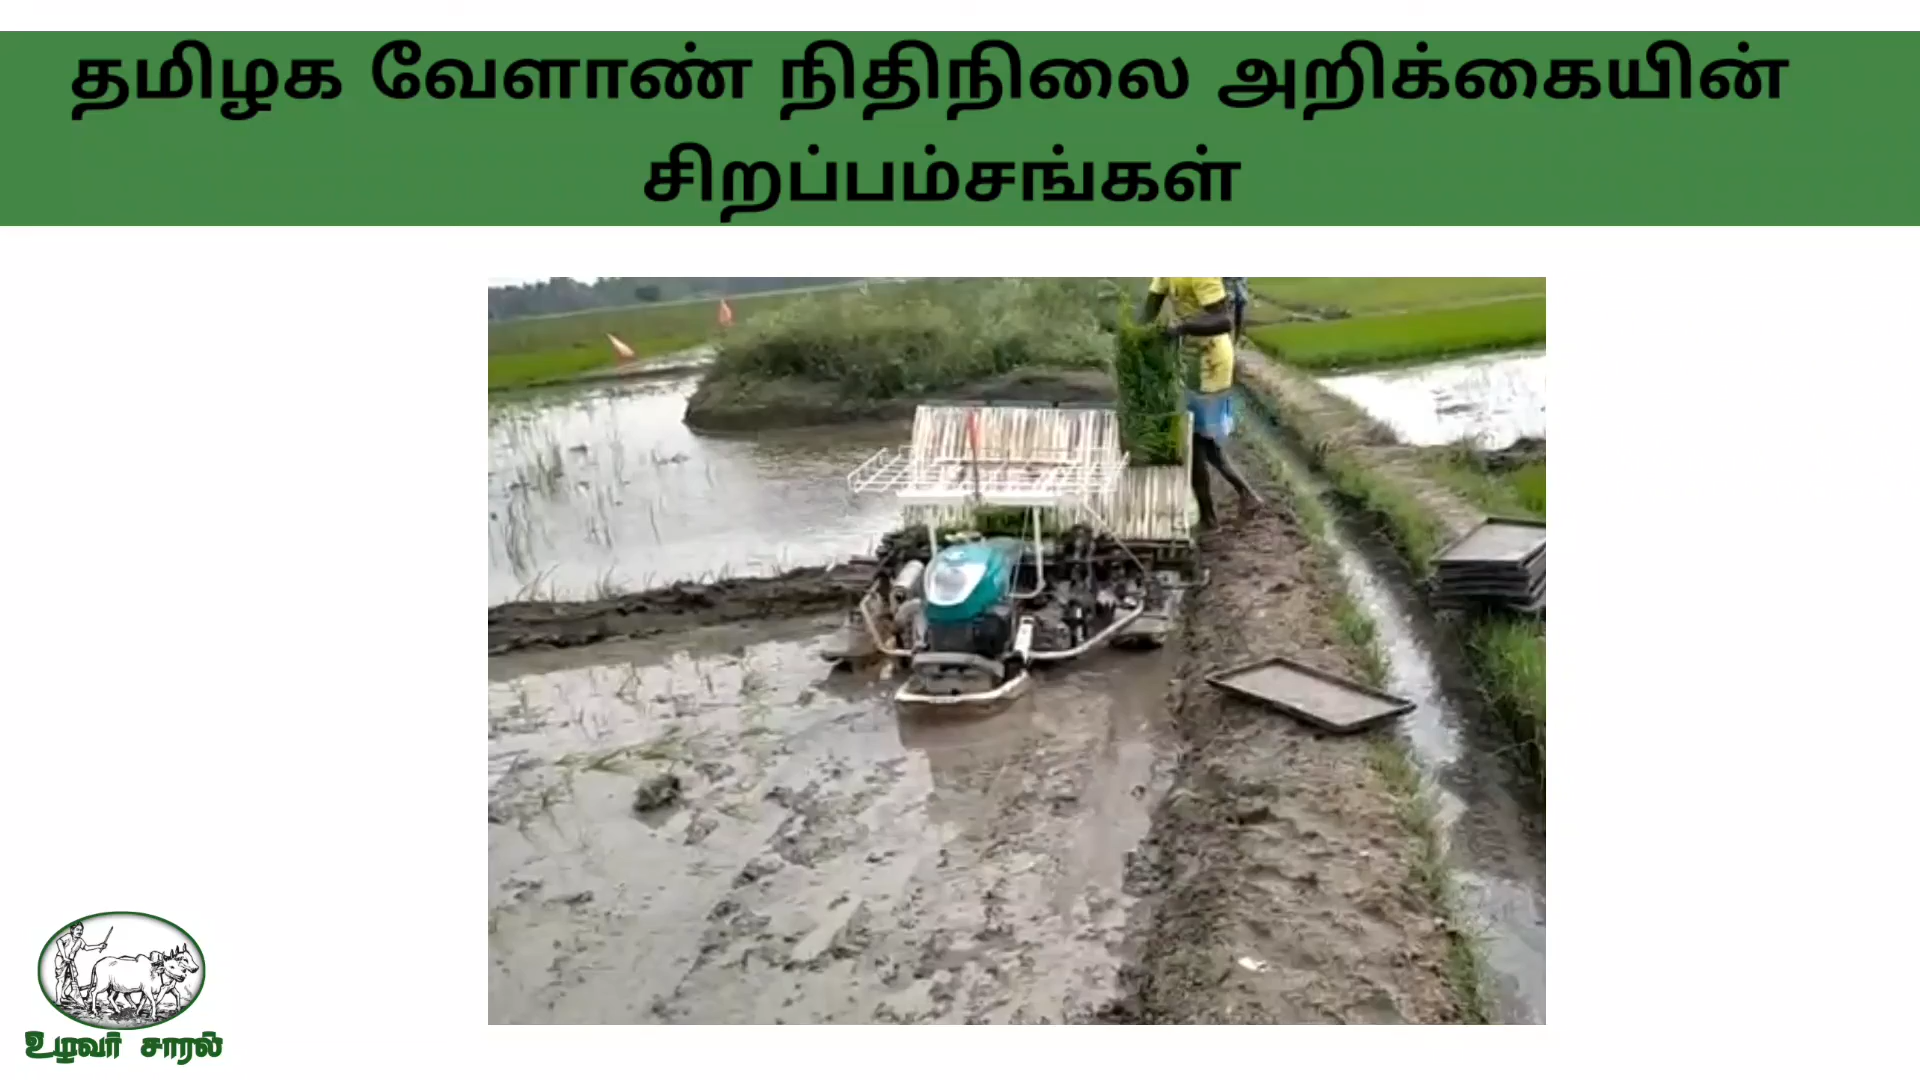 தமிழக வேளாண் நிதிநிலை அறிக்கையின்
சிறப்பம்சங்கள்
உழவர் சாரல்